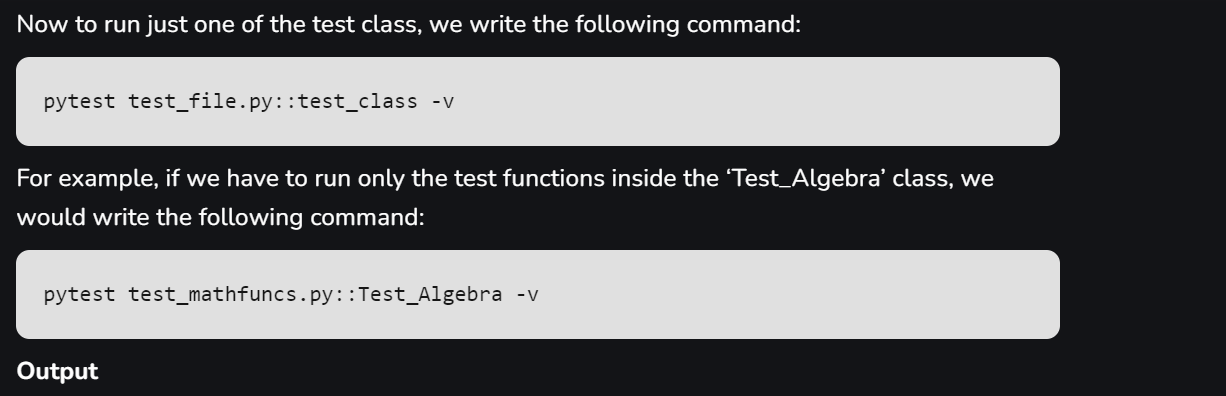 Now to run just one of the test class, we write the following command:
pytest test_file.py::test_class -v
For example, if we have to run only the test functions inside the ‘Test_Algebra’ class, we
would write the following command:
pytest test_mathfuncs.py::Test_Algebra -v
Output